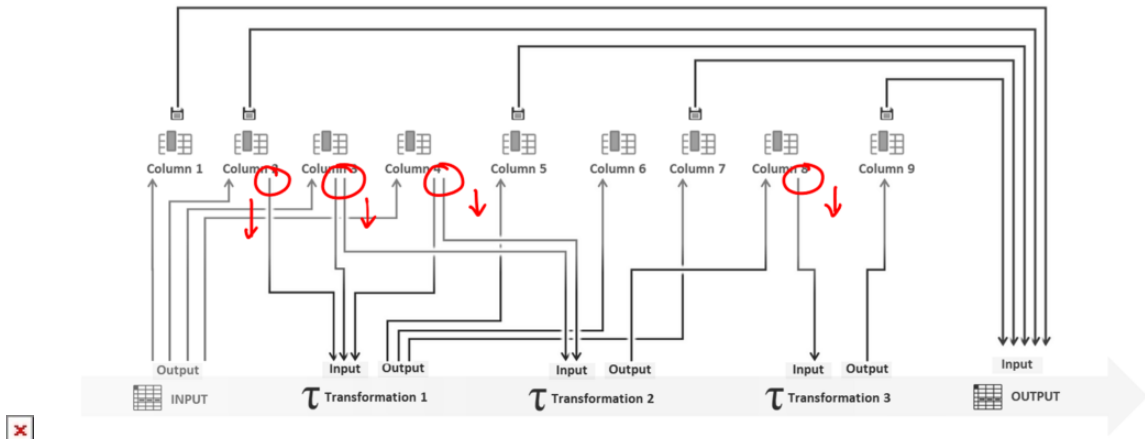 Column 1 Column 2 Column 3 Column 4 Column 5 Column 6 Column 7 Column 8 Column 9
Output Input Output Input Output Input Output Input
INPUT τ Transformation 1 τ Transformation 2 τ Transformation 3 OUTPUT